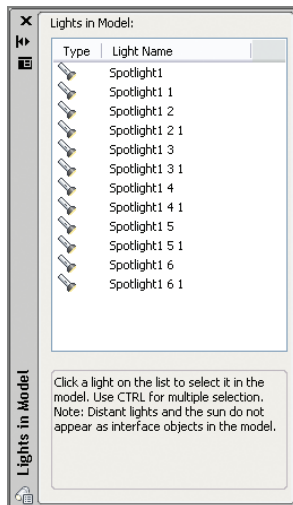 Lights in Model:
Type Light Name
Spotlight1
Spotlight1 1
Spotlight1 2
Spotlight1 2 1
Spotlight1 3
Spotlight1 3 1
Spotlight1 4
Spotlight1 4 1
Spotlight1 5
Spotlight1 5 1
Spotlight1 6
Spotlight1 6 1
Click a light on the list to select it in the
model. Use CTRL for multiple selection.
Note: Distant lights and the sun do not
appear as interface objects in the model.
Lights in Model